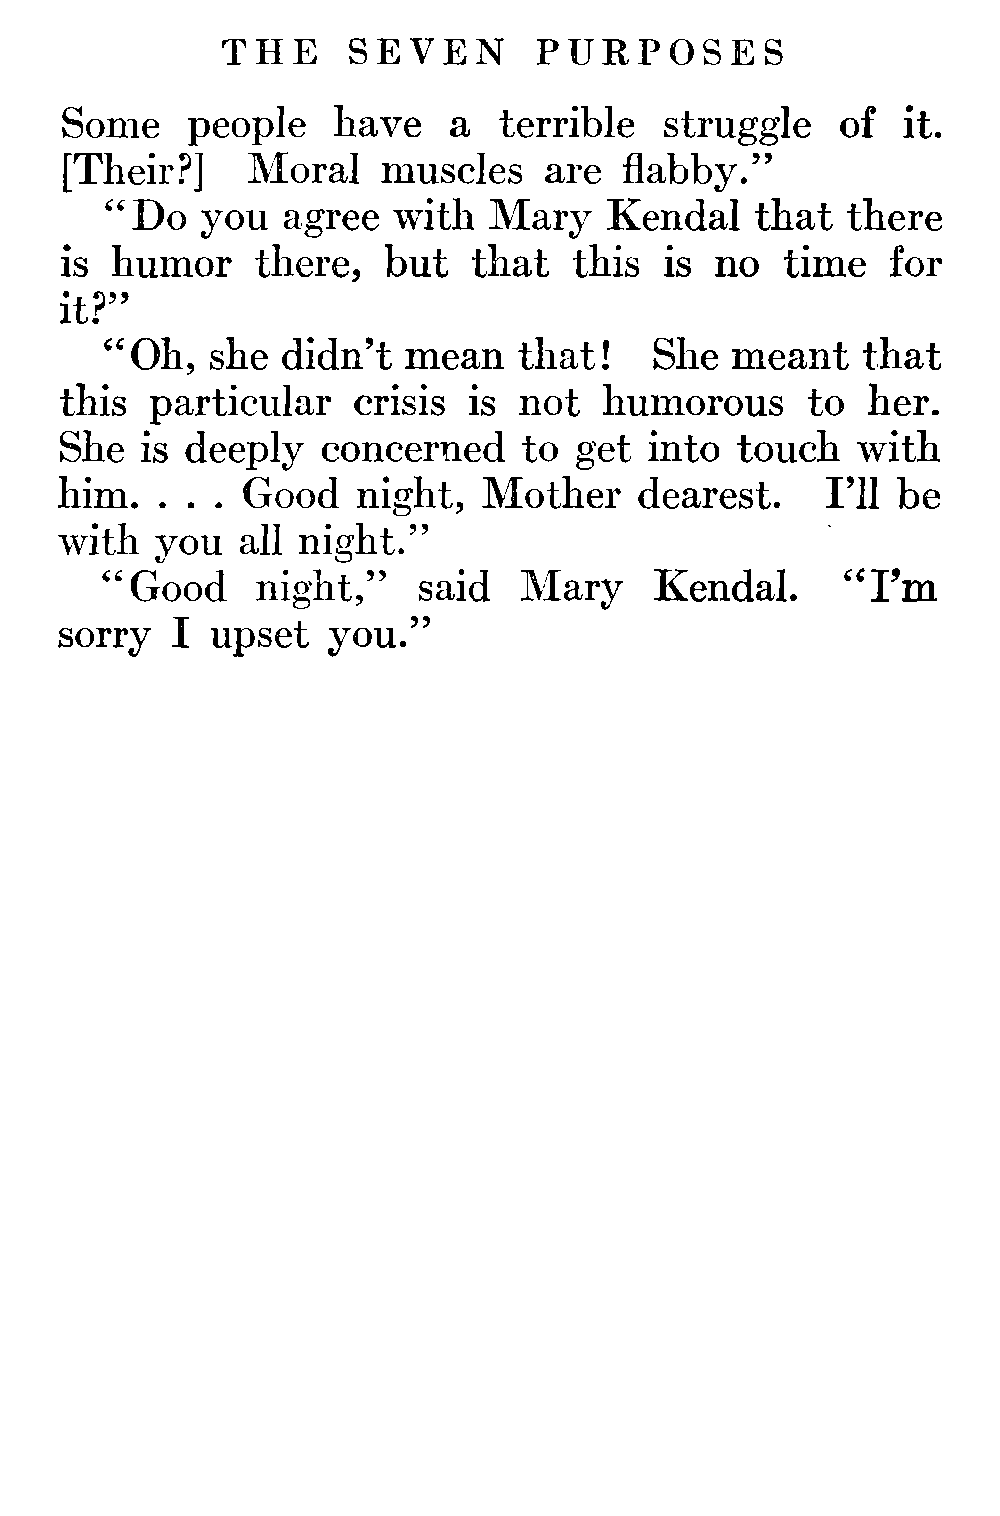 THE SEVEN PURPOSES
Some people have a terrible struggle of it.
[Their?] Moral muscles are flabby.”
“Do you agree with Mary Kendal that there
is humor there, but that this is no time for
it?”
“Oh, she didn’t mean that! She meant that
this particular crisis is not humorous to her.
She is deeply concerned to get into touch with
him. . . . Good night, Mother dearest. I’ll be
with you all night.”
“Good night,” said Mary Kendal. “I’m
sorry I upset you.”